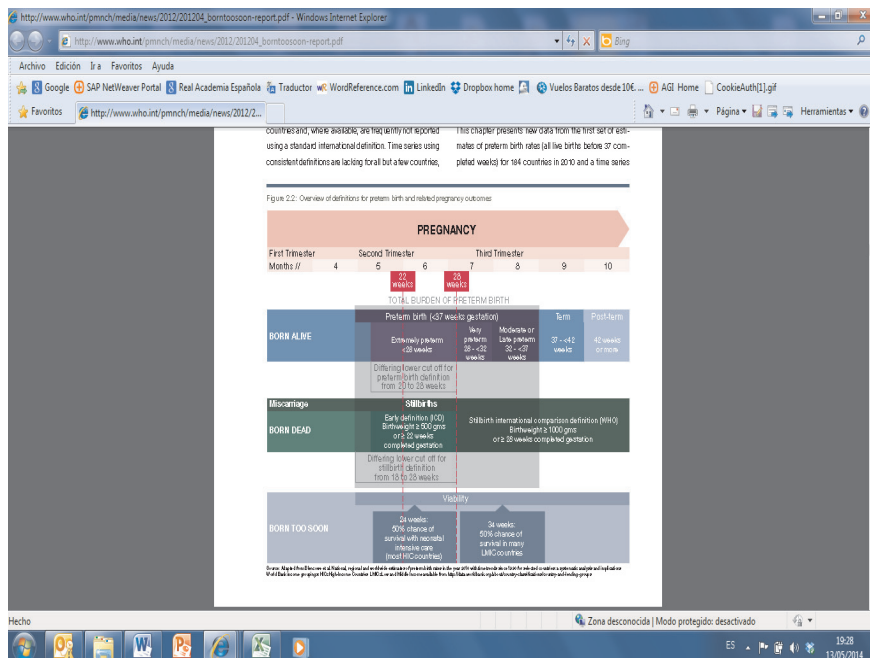 http://www.who.int/pmnch/media/news/2012/201204_borntoosoon-report.pdf - Windows Internet Explorer
http://www.who.int/pmnch/media/news/2012/201204_borntoosoon-report.pdf
Bing
Archivo Edición Ir a Favoritos Ayuda
Google SAP NetWeaver Portal Real Academia Española Traductor WordReference.com LinkedIn Dropbox home Vuelos Baratos desde 10€ ... AGI Home CookieAuth[1].gif
Favoritos http://www.who.int/pmnch/media/news/2012/2... Página Herramientas
countries and, where available, are frequently not reported
using a standard international definition. Time series using
consistent definitions are lacking for all but a few countries,
This chapter presents new data from the first set of esti-
mates of preterm birth rates (all live births before 37 com-
pleted weeks) for 184 countries in 2010 and a time series
Figure 2.2: Overview of definitions for preterm birth and related pregnancy outcomes
PREGNANCY
First Trimester Second Trimester Third Trimester
Months // 4 5 6 7 8 9 10
22
weeks
28
weeks
TOTAL BURDEN OF PRETERM BIRTH
Preterm birth (<37 weeks gestation) Term Post-term
BORN ALIVE
Extremely preterm
<28 weeks
Very
preterm
28 - <32
weeks
Moderate or
Late preterm
32 - <37
weeks
37 - <42
weeks
42 weeks
or more
Differing lower cut off for
preterm/birth definition
from 20 to 28 weeks
Miscarriage Stillbirths
BORN DEAD
Early definition (ICD)
Birthweight ≥ 500 gms
or ≥ 22 weeks
completed gestation
Stillbirth international comparison definition (WHO)
Birthweight ≥ 1000 gms
or ≥ 28 weeks completed gestation
Differing lower cut off for
stillbirth definition
from 18 to 28 weeks
Viability
BORN TOO SOON
24 weeks:
50% chance of
survival with neonatal
intensive care
(most HIC countries)
34 weeks:
50% chance of
survival in many
LMIC countries
Hecho Zona desconocida | Modo protegido: desactivado
ES 19:28
13/05/2014